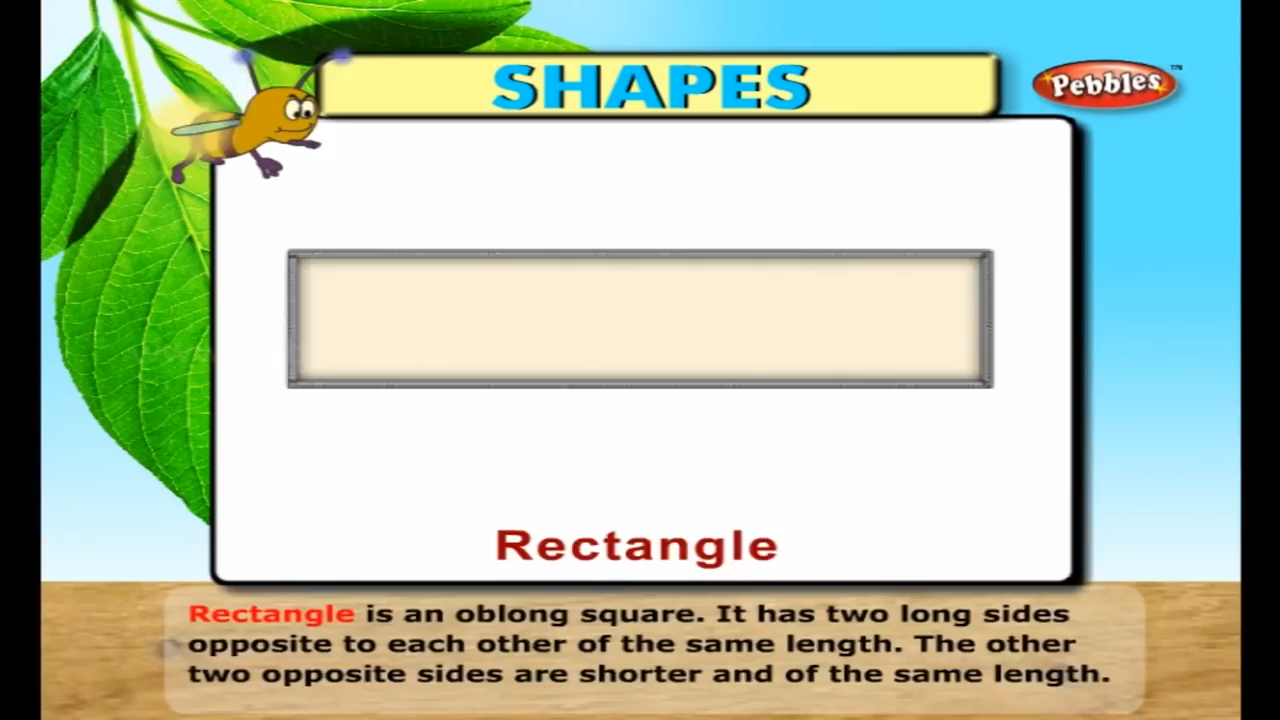 SHAPES
Pebbles™
Rectangle
Rectangle is an oblong square. It has two long sides
opposite to each other of the same length. The other
two opposite sides are shorter and of the same length.